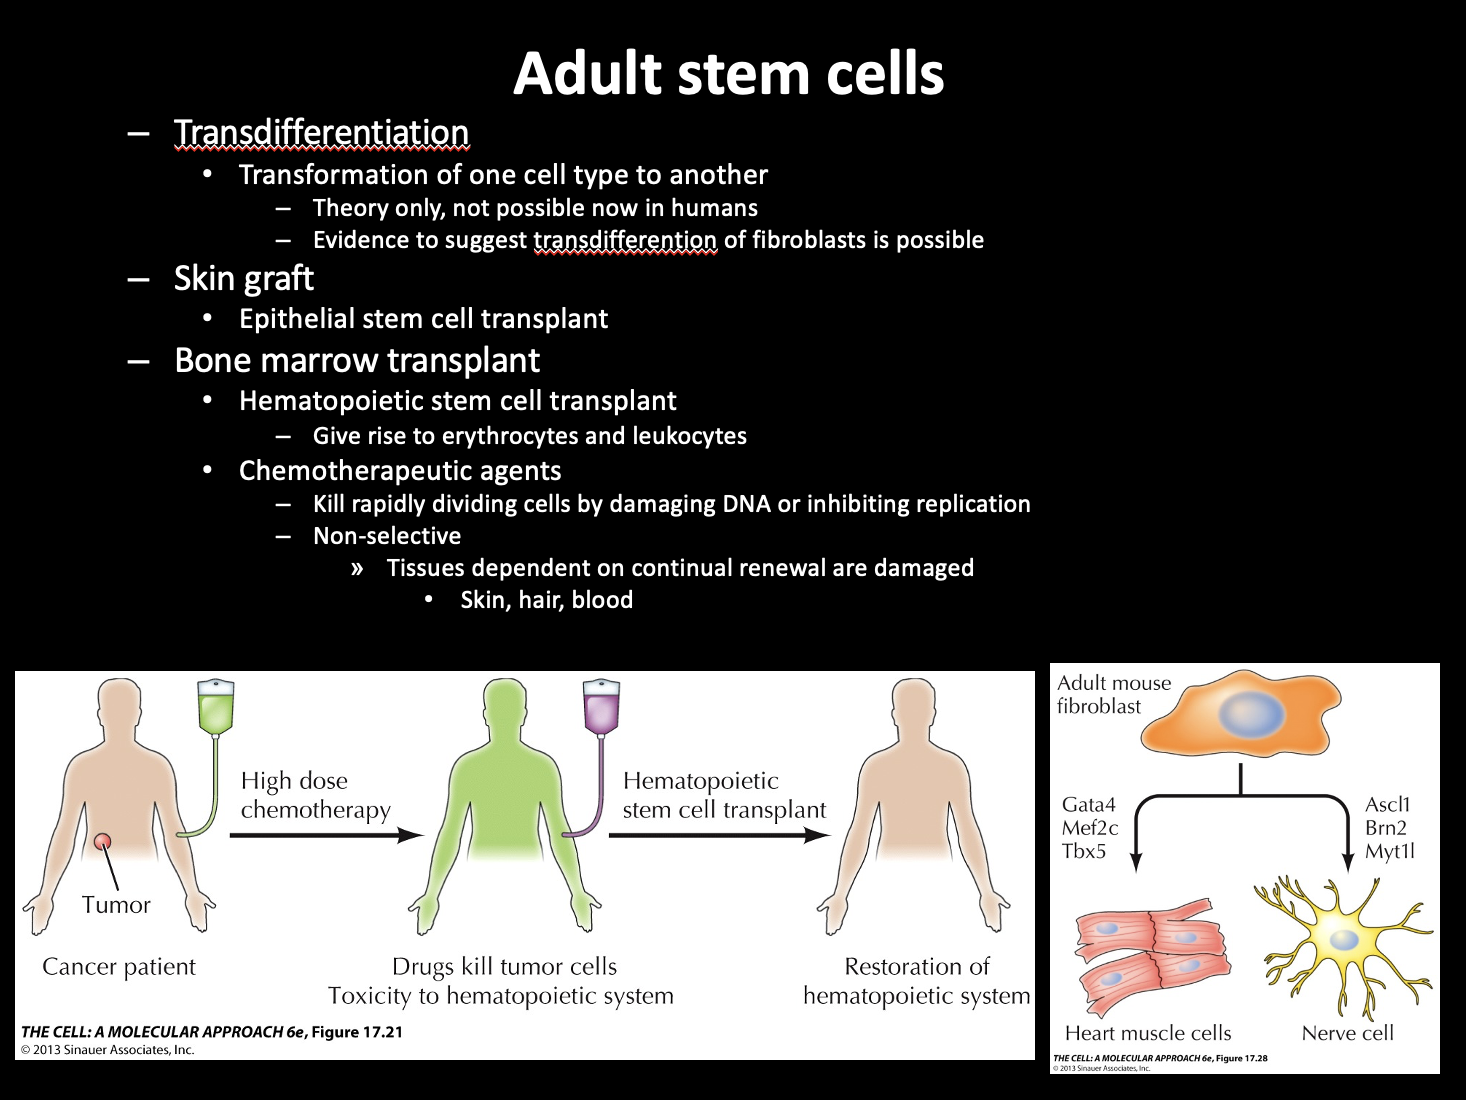 Adult stem cells
– Transdifferentiation
• Transformation of one cell type to another
– Theory only, not possible now in humans
– Evidence to suggest transdifferention of fibroblasts is possible
– Skin graft
• Epithelial stem cell transplant
– Bone marrow transplant
• Hematopoietic stem cell transplant
– Give rise to erythrocytes and leukocytes
• Chemotherapeutic agents
– Kill rapidly dividing cells by damaging DNA or inhibiting replication
– Non-selective
» Tissues dependent on continual renewal are damaged
• Skin, hair, blood
High dose
chemotherapy
Hematopoietic
stem cell transplant
Tumor
Cancer patient
Drugs kill tumor cells
Toxicity to hematopoietic system
Restoration of
hematopoietic system
THE CELL: A MOLECULAR APPROACH 6e, Figure 17.21
© 2013 Sinauer Associates, Inc.
Adult mouse
fibroblast
Gata4
Mef2c
Tbx5
Ascl1
Brn2
Myt1l
Heart muscle cells
Nerve cell
THE CELL: A MOLECULAR APPROACH 6e, Figure 17.28
© 2013 Sinauer Associates, Inc.